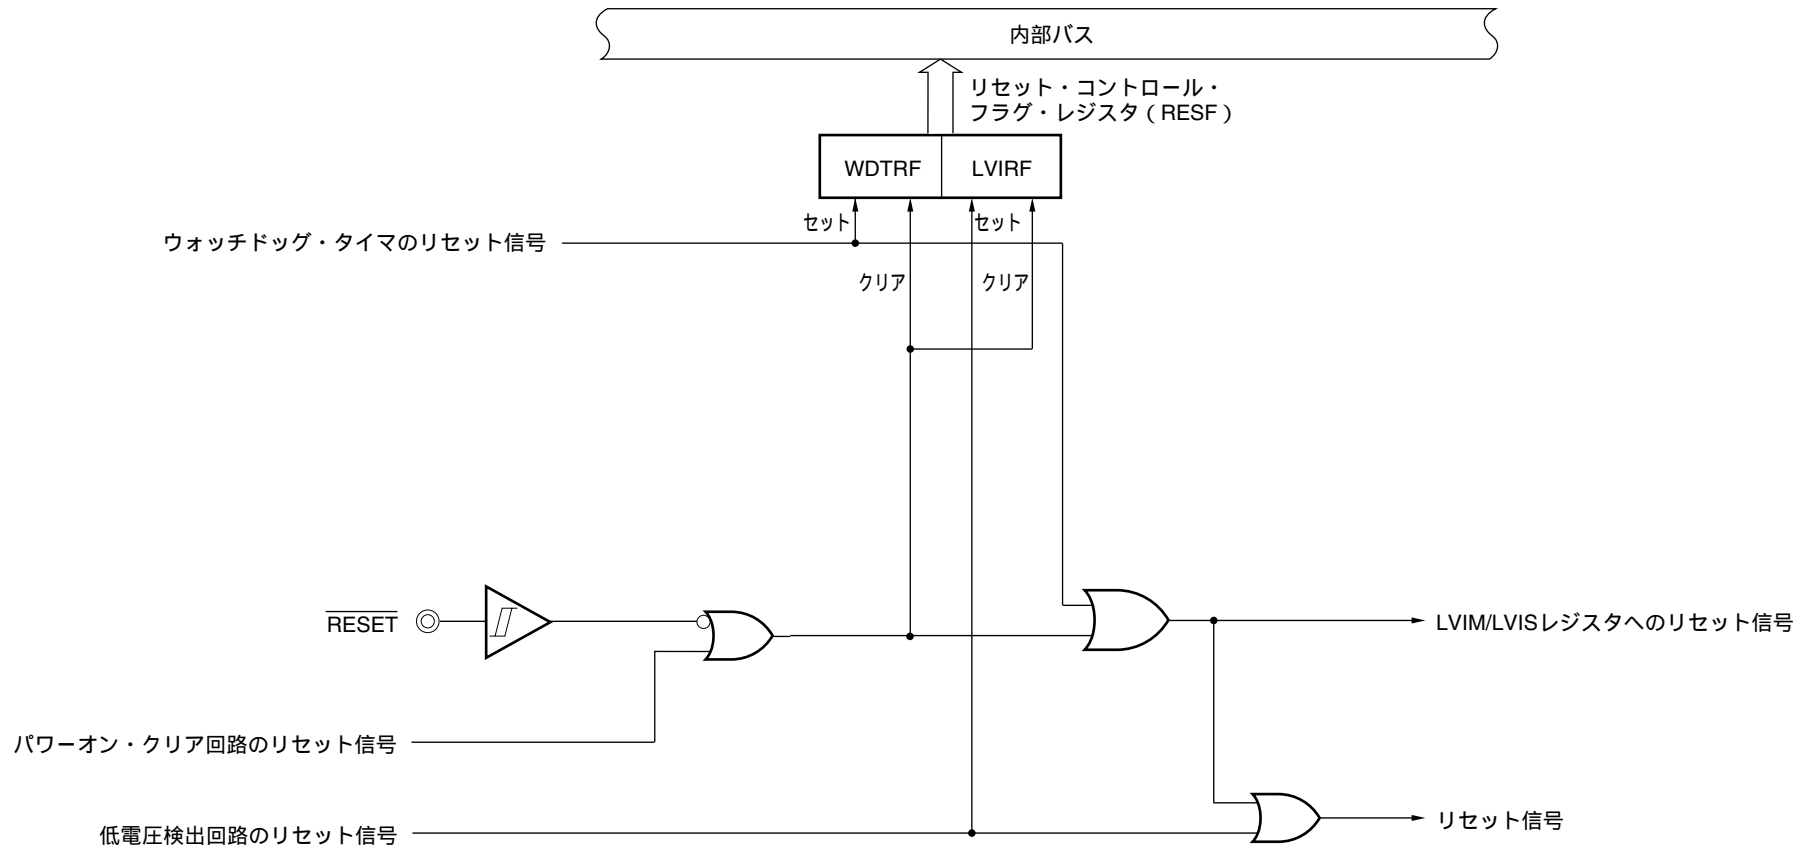 内部バス
リセット・コントロール・
フラグ・レジスタ（RESF）
WDTRF
LVIRF
セット
セット
ウォッチドッグ・タイマのリセット信号
クリア
クリア
RESET
LVIM/LVISレジスタへのリセット信号
パワーオン・クリア回路のリセット信号
低電圧検出回路のリセット信号
リセット信号